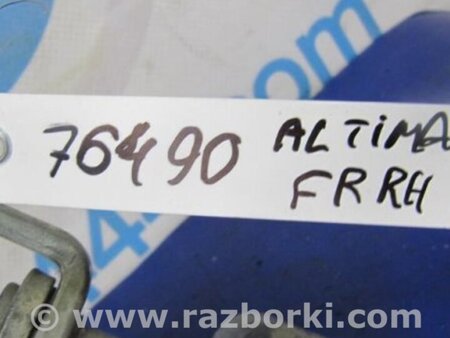 76490 ALTIMA
FR RH
www.razborki.com